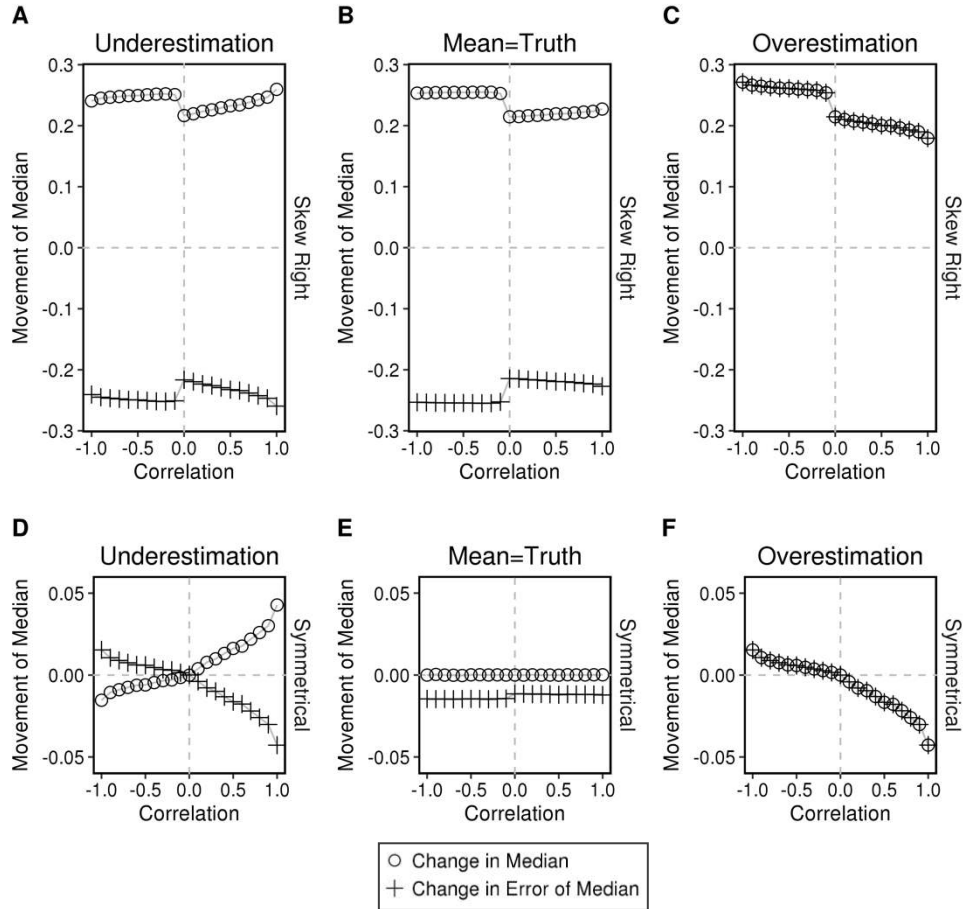 A
Underestimation
0.3
0.2
0.1
0.0
-0.1
-0.2
-0.3
Movement of Median
-1.0 -0.5 0.0 0.5 1.0
Correlation
Skew Right
B
Mean=Truth
0.3
0.2
0.1
0.0
-0.1
-0.2
-0.3
Movement of Median
-1.0 -0.5 0.0 0.5 1.0
Correlation
Skew Right
C
Overestimation
0.3
0.2
0.1
0.0
-0.1
-0.2
-0.3
Movement of Median
-1.0 -0.5 0.0 0.5 1.0
Correlation
Skew Right
D
Underestimation
0.05
0.00
-0.05
Movement of Median
-1.0 -0.5 0.0 0.5 1.0
Correlation
Symmetrical
E
Mean=Truth
0.05
0.00
-0.05
Movement of Median
-1.0 -0.5 0.0 0.5 1.0
Correlation
Symmetrical
F
Overestimation
0.05
0.00
-0.05
Movement of Median
-1.0 -0.5 0.0 0.5 1.0
Correlation
Symmetrical
Change in Median
Change in Error of Median